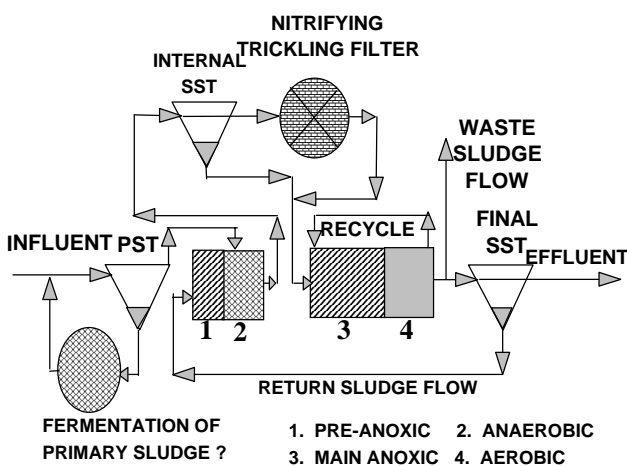 NITRIFYING
TRICKLING FILTER
INTERNAL
SST
WASTE
SLUDGE
FLOW
INFLUENT PST
RECYCLE
FINAL
SST
EFFLUENT
1 2
3 4
RETURN SLUDGE FLOW
FERMENTATION OF
PRIMARY SLUDGE ?
1. PRE-ANOXIC 2. ANAEROBIC
3. MAIN ANOXIC 4. AEROBIC